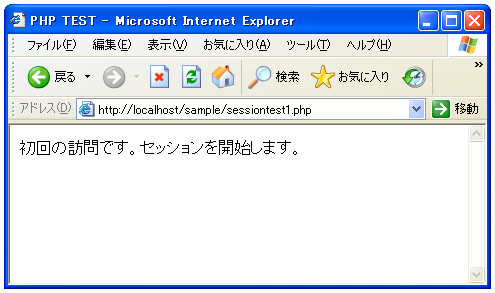 PHP TEST - Microsoft Internet Explorer
ファイル(F) 編集(E) 表示(V) お気に入り(A) ツール(T) ヘルプ(H)
戻る 検索 お気に入り »
アドレス(D) http://localhost/sample/sessiontest1.php 移動
初回の訪問です。セッションを開始します。